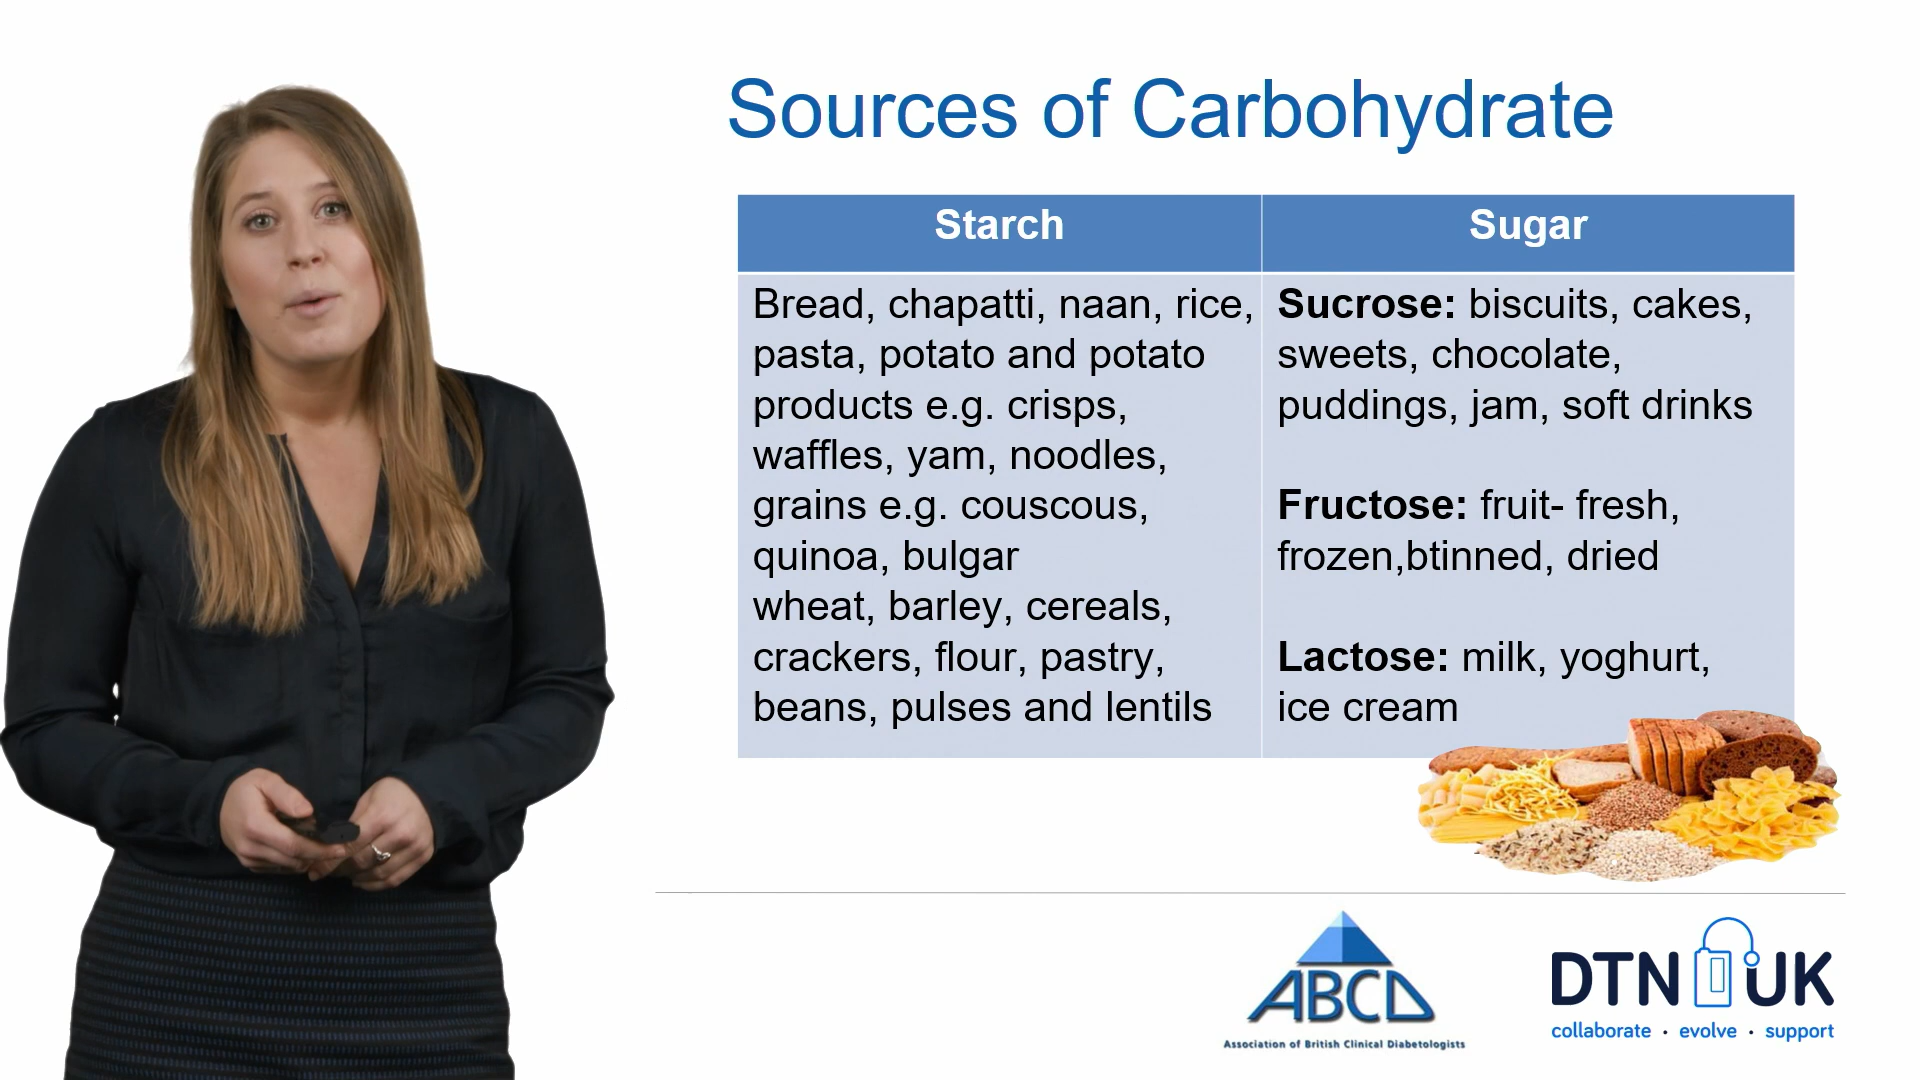 Sources of Carbohydrate
Starch
Sugar
Bread, chapatti, naan, rice,
pasta, potato and potato
products e.g. crisps,
waffles, yam, noodles,
grains e.g. couscous,
quinoa, bulgar
wheat, barley, cereals,
crackers, flour, pastry,
beans, pulses and lentils
Sucrose: biscuits, cakes,
sweets, chocolate,
puddings, jam, soft drinks
Fructose: fruit- fresh,
frozen,btinned, dried
Lactose: milk, yoghurt,
ice cream
ABCD
Association of British Clinical Diabetologists
DTN UK
collaborate · evolve · support